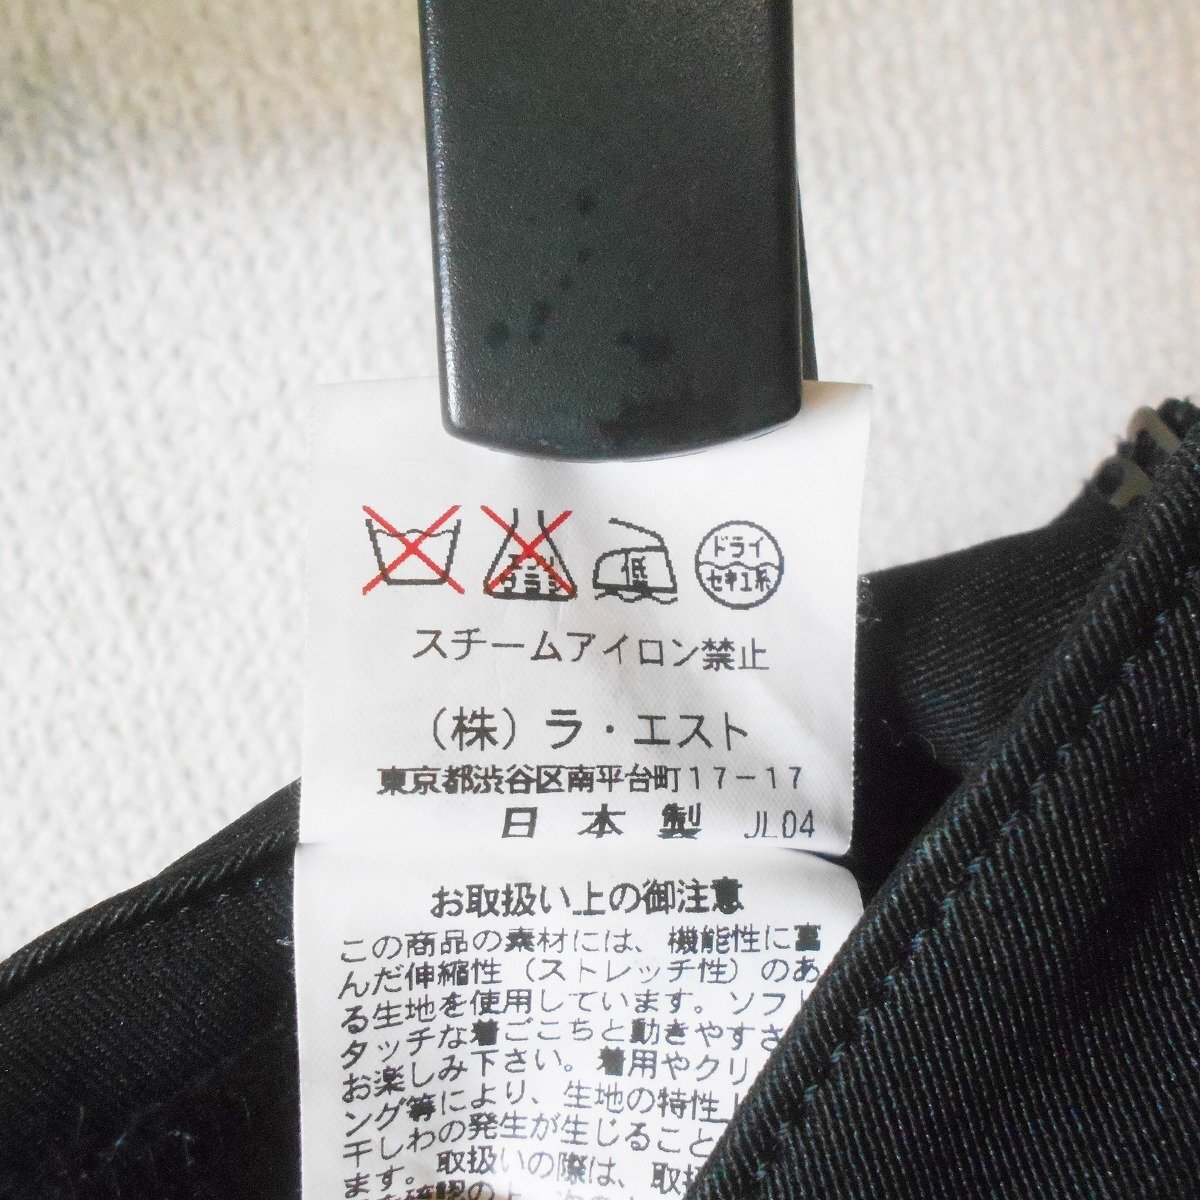 エンソ
サラシ
低
ドライ
セキユ系
スチームアイロン禁止
（株）ラ・エスト
東京都渋谷区南平台町17－17
日本製 JL04
お取扱い上の御注意
この商品の素材には、機能性に富
んだ伸縮性（ストレッチ性）のあ
る生地を使用しています。ソフト
タッチな着ごこちと動きやすさ
お楽しみ下さい。着用やクリ
ング等により、生地の特性
干しわの発生が生じること
ます。取扱いの際は、取